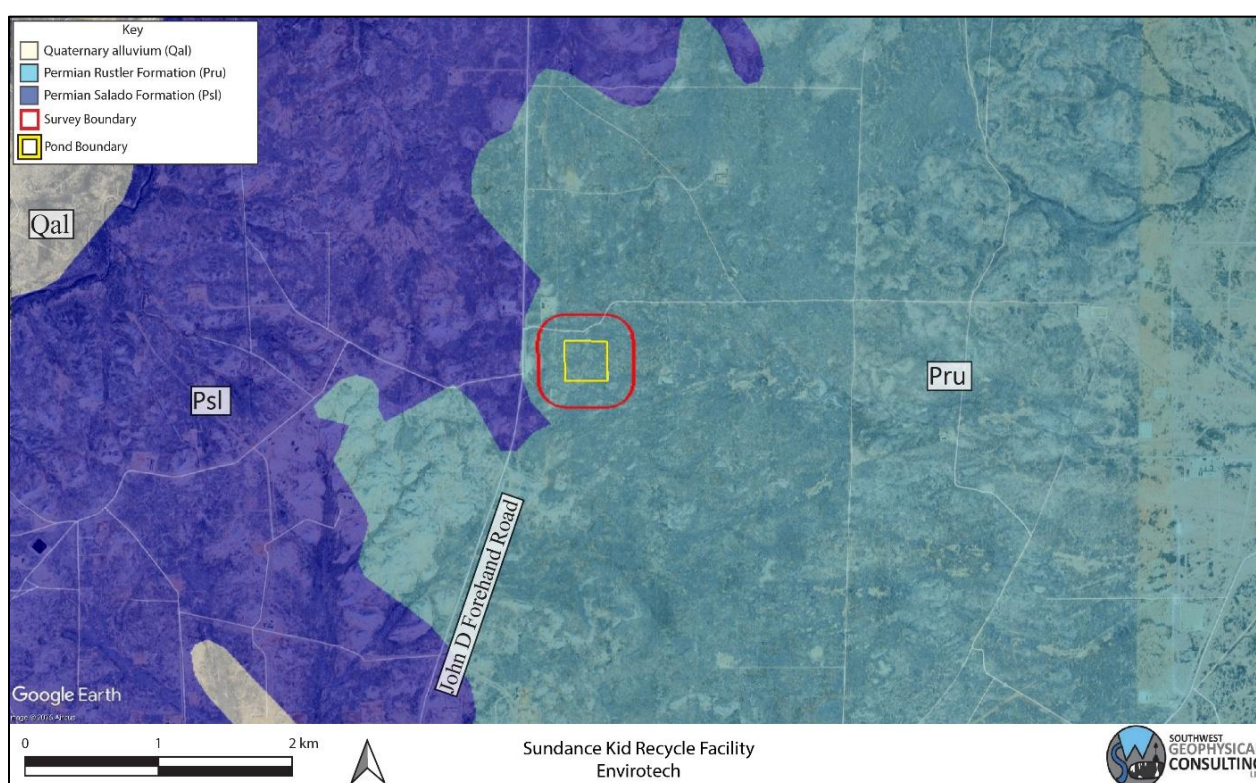 Key
Quaternary alluvium (Qal)
Permian Rustler Formation (Pru)
Permian Salado Formation (Psl)
Survey Boundary
Pond Boundary
Qal
Psl
Pru
John D Forehand Road
Google Earth
0 1 2 km
Sundance Kid Recycle Facility
Envirotech
SOUTHWEST
GEOPHYSICA
CONSULTIN